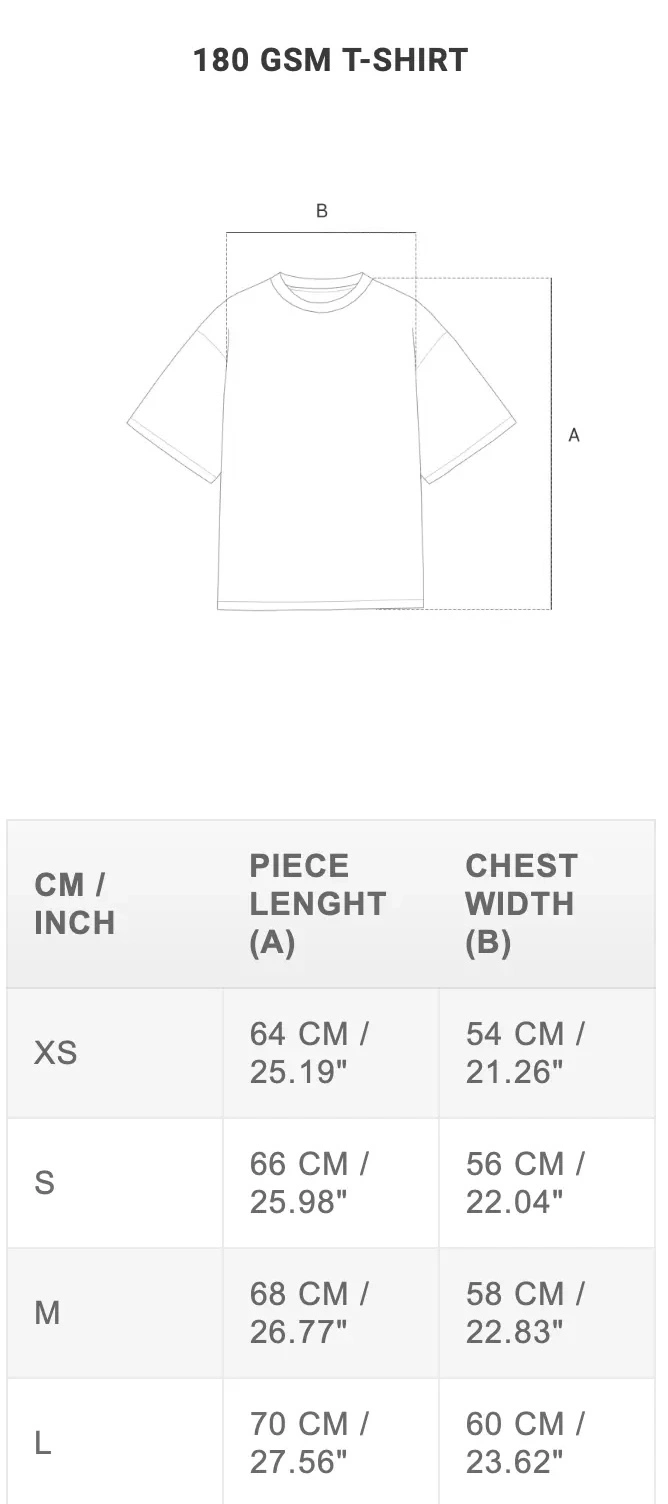 180 GSM T-SHIRT
B
A
CM /
INCH
PIECE
LENGHT
(A)
CHEST
WIDTH
(B)
XS
64 CM /
25.19"
54 CM /
21.26"
S
66 CM /
25.98"
56 CM /
22.04"
M
68 CM /
26.77"
58 CM /
22.83"
L
70 CM /
27.56"
60 CM /
23.62"